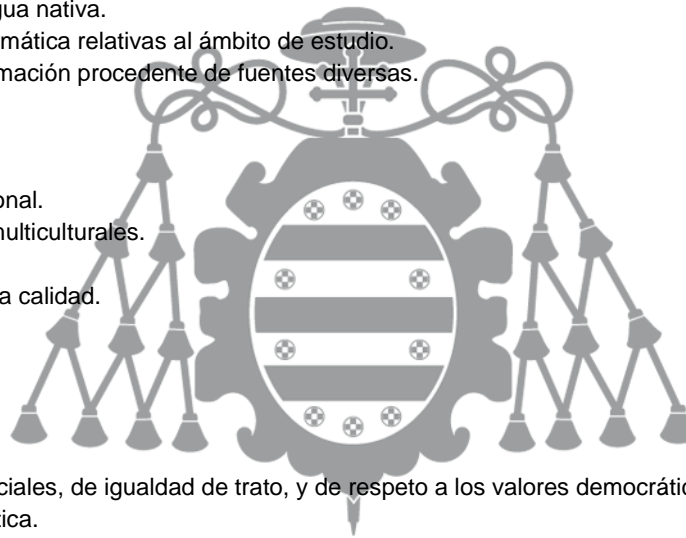 gua nativa.
mática relativas al ámbito de estudio.
mación procedente de fuentes diversas.
onal.
multiculturales.
a calidad.
ciales, de igualdad de trato, y de respeto a los valores democrátic
tica.